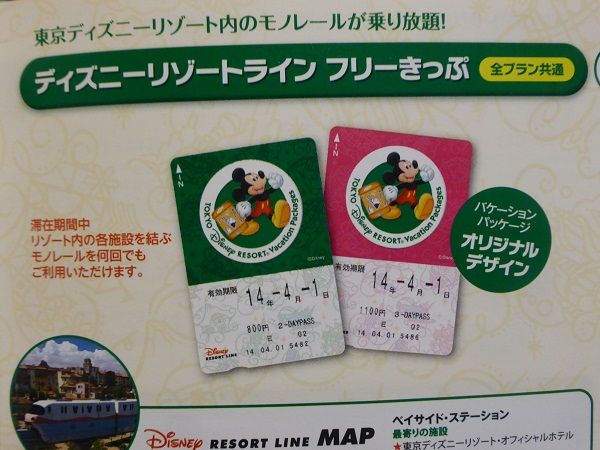 東京ディズニーリゾート内のモノレールが乗り放題!
ディズニーリゾートライン フリーきっぷ 全プラン共通
滞在期間中
リゾート内の各施設を結ぶ
モノレールを何回でも
ご利用いただけます。
IN
TOKYO Disney RESORT® Vacation Packages
©Disney
有効期限
14年-4月-1日
800円 2-DAYPASS
02
14.04.01 5462
Disney
RESORT LINE
IN
TOKYO Disney RESORT® Vacation Packages
©Disney
有効期限
14年-4月-1日
1100円 3-DAYPASS
02
14.04.01 5486
バケーション
パッケージ
オリジナル
デザイン
Disney RESORT LINE MAP
ベイサイド・ステーション
最寄りの施設
★東京ディズニーリゾート・オフィシャルホテル